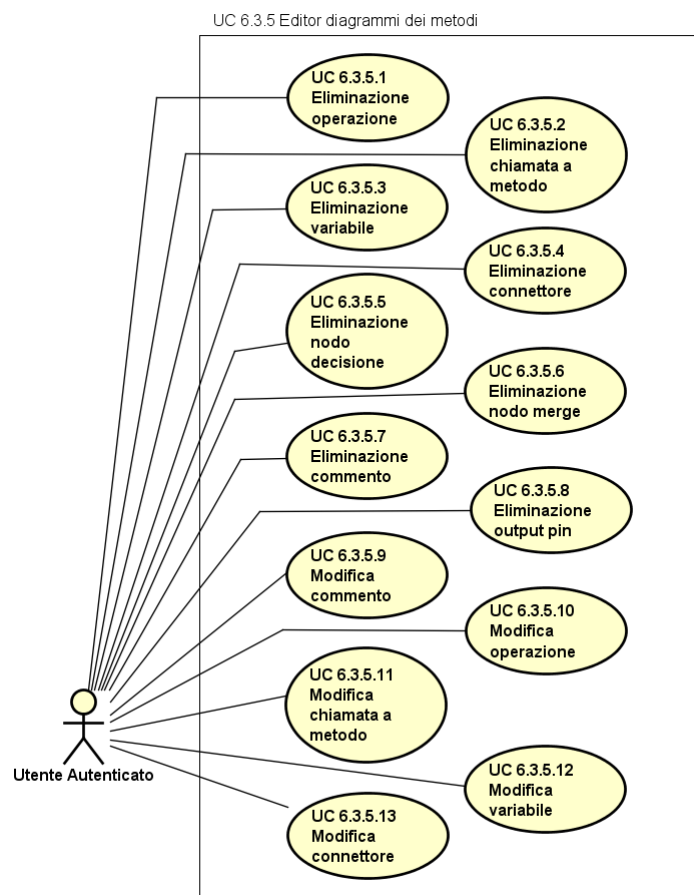 UC 6.3.5 Editor diagrammi dei metodi
UC 6.3.5.1
Eliminazione
operazione
UC 6.3.5.2
Eliminazione
chiamata a
metodo
UC 6.3.5.3
Eliminazione
variabile
UC 6.3.5.4
Eliminazione
connettore
UC 6.3.5.5
Eliminazione
nodo
decisione
UC 6.3.5.6
Eliminazione
nodo merge
UC 6.3.5.7
Eliminazione
commento
UC 6.3.5.8
Eliminazione
output pin
UC 6.3.5.9
Modifica
commento
UC 6.3.5.10
Modifica
operazione
UC 6.3.5.11
Modifica
chiamata a
metodo
Utente Autenticato
UC 6.3.5.12
Modifica
variabile
UC 6.3.5.13
Modifica
connettore